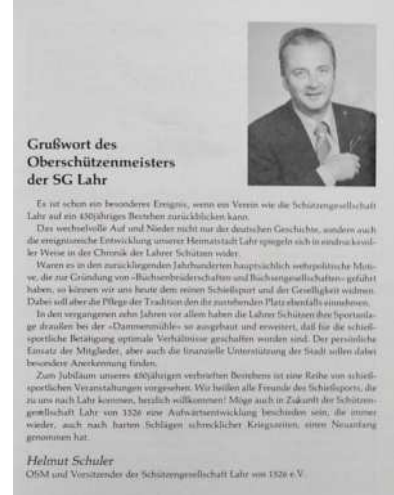 Grußwort des
Oberschützenmeisters
der SG Lahr
Es ist schon ein besonderes Ereignis, wenn ein Verein wie die Schützengesellschaft
Lahr auf ein 450jähriges Bestehen zurückblicken kann.
Das wechselvolle Auf und Nieder nicht nur der deutschen Geschichte, sondern auch
die ereignisreiche Entwicklung unserer Heimatstadt Lahr spiegeln sich in eindrucksvol-
ler Weise in der Chronik der Lahrer Schützen wider.
Waren es in den zurückliegenden Jahrhunderten hauptsächlich wehrpolitische Moti-
ve, die zur Gründung von »Büchsenbruderschaften und Büchsengesellschaften« geführt
haben, so können wir uns heute dem reinen Schießsport und der Geselligkeit widmen.
Dabei soll aber die Pflege der Tradition den ihr zustehenden Platz ebenfalls einnehmen.
In den vergangenen zehn Jahren vor allem haben die Lahrer Schützen ihre Sportanla-
ge draußen bei der »Dammenmühle« so ausgebaut und erweitert, daß für die schieß-
sportliche Betätigung optimale Verhältnisse geschaffen worden sind. Der persönliche
Einsatz der Mitglieder, aber auch die finanzielle Unterstützung der Stadt sollen dabei
besondere Anerkennung finden.
Zum Jubiläum unseres 450jährigen verbrieften Bestehens ist eine Reihe von schieß-
sportlichen Veranstaltungen vorgesehen. Wir heißen alle Freunde des Schießsports, die
zu uns nach Lahr kommen, herzlich willkommen! Möge auch in Zukunft der Schützen-
gesellschaft Lahr von 1526 eine Aufwärtsentwicklung beschieden sein, die immer
wieder, auch nach harten Schlägen schrecklicher Kriegszeiten, einen Neuanfang
genommen hat.
Helmut Schuler
OSM und Vorsitzender der Schützengesellschaft Lahr von 1526 e.V.